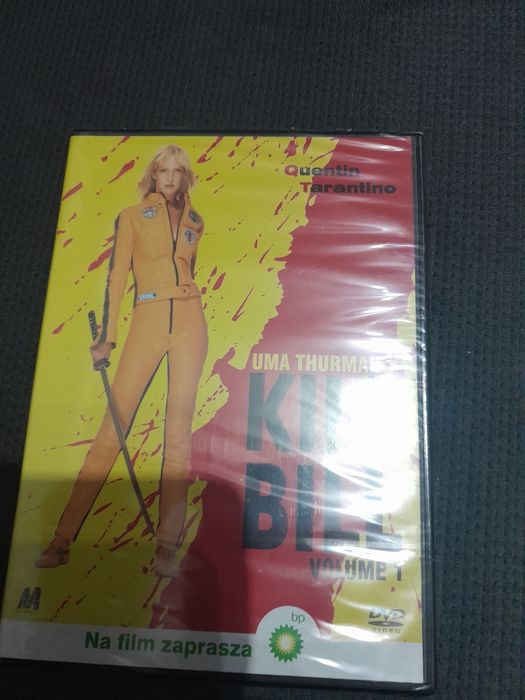 Quentin
Tarantino
UMA THURMAN
KILL
BILL
VOLUME 1
bp
Na film zaprasza
DVD
VIDEO